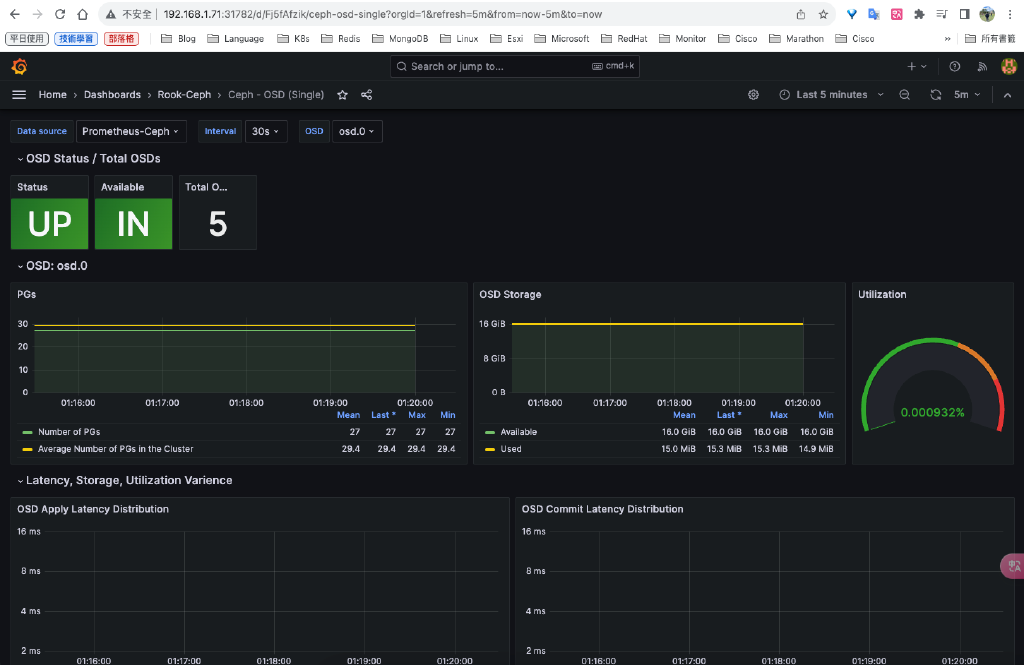 不安全 192.168.1.71:31782/d/Fj5fAfzik/ceph-osd-single?orgId=1&refresh=5m&from=now-5m&to=now
平日使用 技術學習 部落格 Blog Language K8s Redis MongoDB Linux Esxi Microsoft RedHat Monitor Cisco Marathon Cisco » 所有書籤
Search or jump to... cmd+k
Home › Dashboards › Rook-Ceph › Ceph - OSD (Single) Last 5 minutes 5m
Data source Prometheus-Ceph Interval 30s OSD osd.0
OSD Status / Total OSDs
Status Available Total O...
UP IN 5
OSD: osd.0
PGs
30
20
10
0
01:16:00 01:17:00 01:18:00 01:19:00 01:20:00
Mean Last * Max Min
Number of PGs 27 27 27 27
Average Number of PGs in the Cluster 29.4 29.4 29.4 29.4
OSD Storage
16 GiB
8 GiB
0 B
01:16:00 01:17:00 01:18:00 01:19:00 01:20:00
Mean Last * Max Min
Available 16.0 GiB 16.0 GiB 16.0 GiB 16.0 GiB
Used 15.0 MiB 15.3 MiB 15.3 MiB 14.9 MiB
Utilization
0.000932%
Latency, Storage, Utilization Varience
OSD Apply Latency Distribution
16 ms
8 ms
4 ms
2 ms
01:16:00 01:17:00 01:18:00 01:19:00 01:20:00
OSD Commit Latency Distribution
16 ms
8 ms
4 ms
2 ms
01:16:00 01:17:00 01:18:00 01:19:00 01:20:00